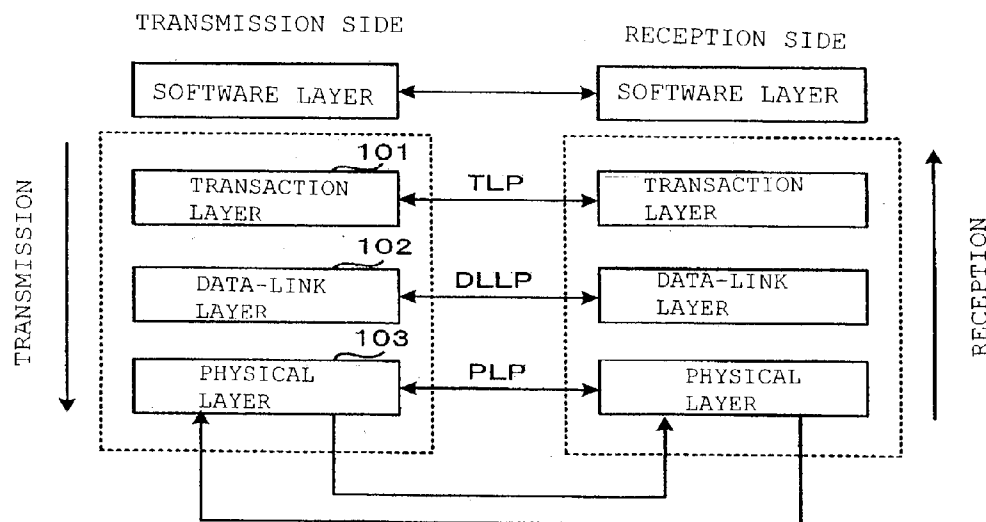 TRANSMISSION SIDE
RECEPTION SIDE
SOFTWARE LAYER
SOFTWARE LAYER
101
TRANSACTION
LAYER
TLP
TRANSACTION
LAYER
102
DATA-LINK
LAYER
DLLP
DATA-LINK
LAYER
103
PHYSICAL
LAYER
PLP
PHYSICAL
LAYER
TRANSMISSION
RECEPTION